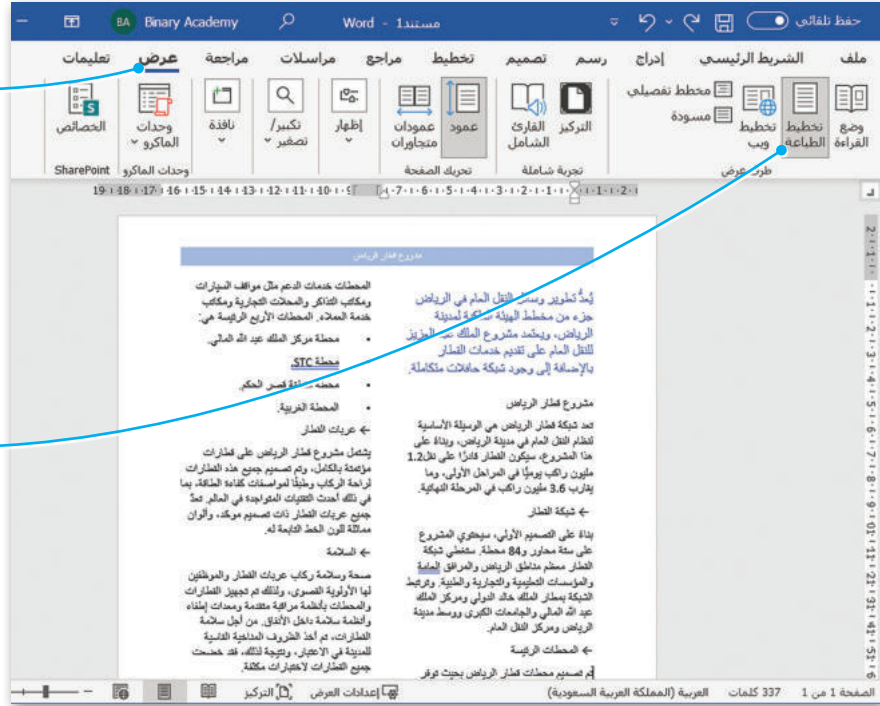 حفظ تلقائي
مستند1 - Word
Binary Academy BA
ملف الشريط الرئيسي إدراج رسم تصميم تخطيط مراجع مراسلات مراجعة عرض تعليمات
وضع القراءة
تخطيط الطباعة
تخطيط ويب
مخطط تفصيلي
مسودة
طرق عرض
التركيز
القارئ الشامل
تجربة شاملة
عمود
عمودات متجاورات
تحريك الصفحة
إظهار
تكبير/ تصغير
نافذة
وحدات الماكرو
وحدات الماكرو
الخصائص
SharePoint
مشروع قطار الرياض
يُعدُّ تطوير وسائل النقل العام في الرياض
جزء من مخطط الهيئة الملكية لمدينة
الرياض، ويعتمد مشروع الملك عبد العزيز
للنقل العام على تقديم خدمات القطار
بالإضافة إلى وجود شبكة حافلات متكاملة.
مشروع قطار الرياض
تعد شبكة قطار الرياض هي الوسيلة الأساسية
لنظام النقل العام في مدينة الرياض، وبناءً على
هذا المشروع، سيكون القطار قادرًا على نقل1.2
مليون راكب يوميًا في المراحل الأولى، وما
يقارب 3.6 مليون راكب في المرحلة النهائية.
← شبكة القطار
بناءً على التصميم الأولي، سيحتوي المشروع
على ستة محاور و84 محطة. ستغطي شبكة
القطار معظم مناطق الرياض والمرافق العامة
والمؤسسات التعليمية والتجارية والطبية. وترتبط
الشبكة بمطار الملك خالد الدولي ومركز الملك
عبد الله المالي والجامعات الكبرى ووسط مدينة
الرياض ومركز النقل العام.
← المحطات الرئيسة
تم تصميم محطات قطار الرياض بحيث توفر
المحطات خدمات الدعم مثل مواقف السيارات
ومكاتب التذاكر والمحلات التجارية ومكاتب
خدمة العملاء. المحطات الأربع الرئيسة هي:
• محطة مركز الملك عبد الله المالي.
• محطة STC.
• محطة منطقة قصر الحكم.
• المحطة الغربية.
← عربات القطار
يشتمل مشروع قطار الرياض على قطارات
مؤتمتة بالكامل، وتم تصميم جميع هذه القطارات
لراحة الركاب وطبقًا لمواصفات كفاءة الطاقة، بما
في ذلك أحدث التقنيات المتواجدة في العالم. تعدّ
جميع عربات القطار ذات تصميم موحد، وألوان
مماثلة للون الخط التابعة له.
← السلامة
صحة وسلامة ركاب عربات القطار والموظفين
لها الأولوية القصوى، ولذلك تم تجهيز القطارات
والمحطات بأنظمة مراقبة متقدمة ومعدات إطفاء
وأنظمة سلامة داخل الأنفاق. من أجل سلامة
القطارات، تم أخذ الظروف المناخية القاسية
للمدينة في الاعتبار، ونتيجة لذلك، فقد خضعت
جميع القطارات لاختبارات مكثفة.
الصفحة 1 من 1 337 كلمات العربية (المملكة العربية السعودية) إعدادات العرض التركيز